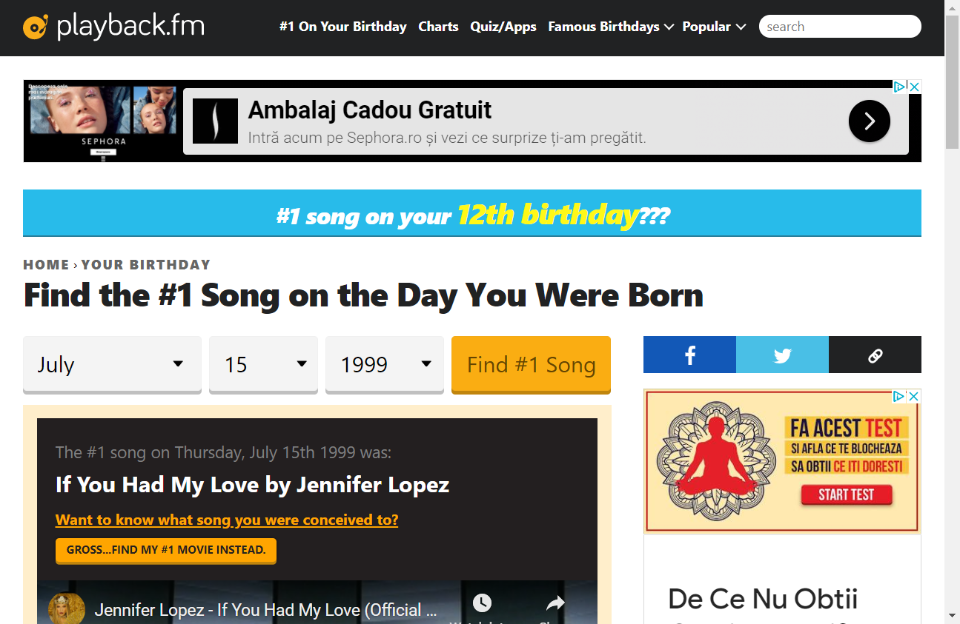 playback.fm
#1 On Your Birthday Charts Quiz/Apps Famous Birthdays Popular search
SEPHORA
Ambalaj Cadou Gratuit
Intră acum pe Sephora.ro și vezi ce surprize ți-am pregătit.
#1 song on your 12th birthday???
HOME › YOUR BIRTHDAY
Find the #1 Song on the Day You Were Born
July 15 1999 Find #1 Song
The #1 song on Thursday, July 15th 1999 was:
If You Had My Love by Jennifer Lopez
Want to know what song you were conceived to?
GROSS...FIND MY #1 MOVIE INSTEAD.
Jennifer Lopez - If You Had My Love (Official ...
FA ACEST TEST
SI AFLA CE TE BLOCHEAZA
SA OBTII CE ITI DORESTI
START TEST
De Ce Nu Obtii